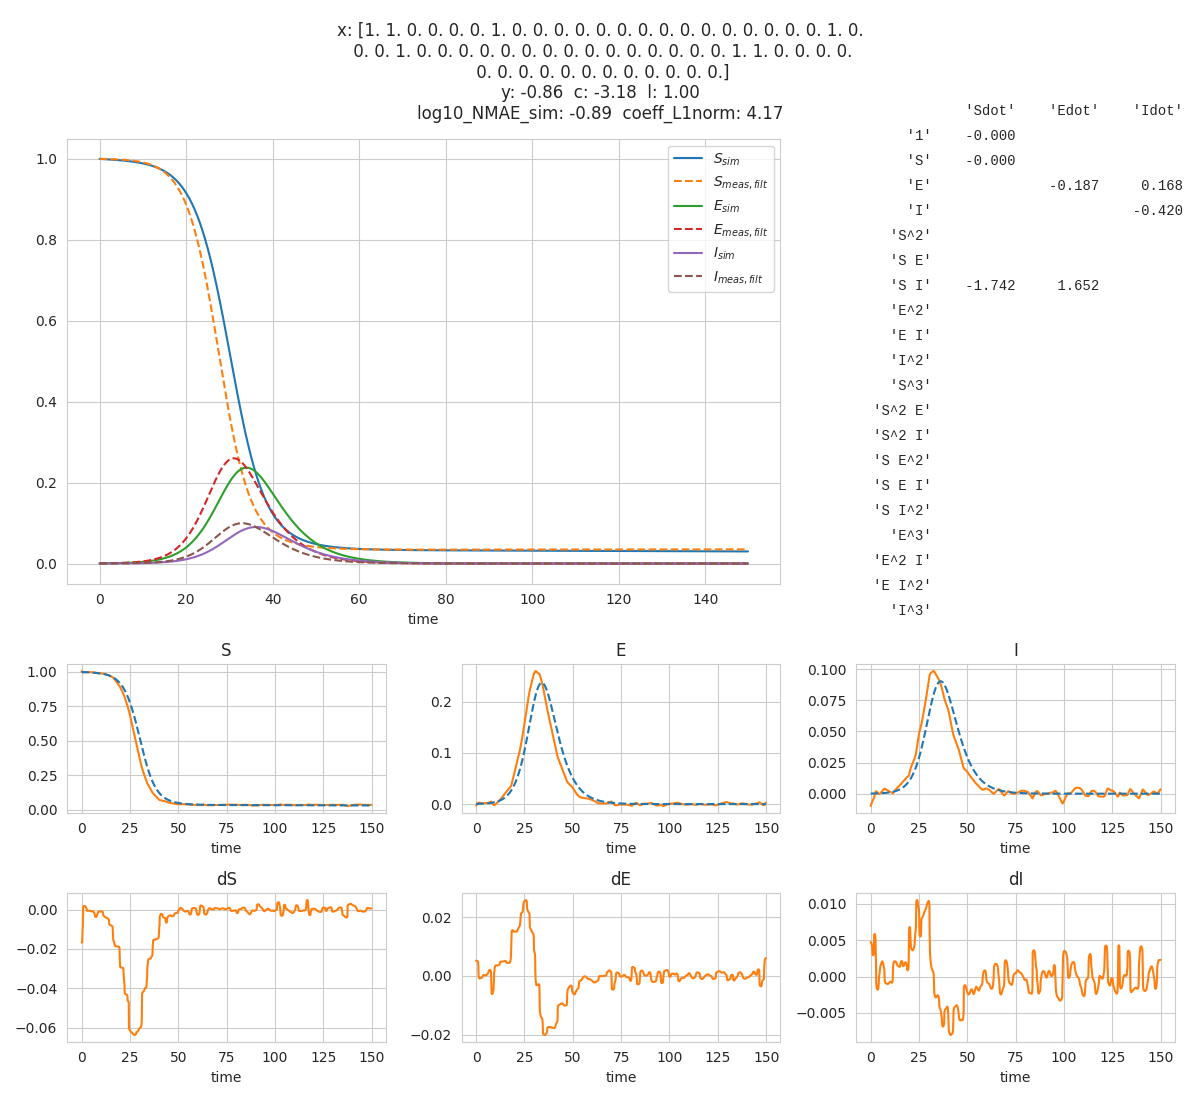 x: [1. 1. 0. 0. 0. 0. 1. 0. 0. 0. 0. 0. 0. 0. 0. 0. 0. 0. 0. 0. 0. 0. 1. 0.
0. 0. 1. 0. 0. 0. 0. 0. 0. 0. 0. 0. 0. 0. 0. 0. 0. 0. 1. 1. 0. 0. 0. 0.
0. 0. 0. 0. 0. 0. 0. 0. 0. 0. 0. 0.]
y: -0.86 c: -3.18 l: 1.00
log10_NMAE_sim: -0.89 coeff_L1norm: 4.17
'Sdot' 'Edot' 'Idot'
'1' -0.000
'S' -0.000
'E' -0.187 0.168
'I' -0.420
'S^2'
'S E'
'S I' -1.742 1.652
'E^2'
'E I'
'I^2'
'S^3'
'S^2 E'
'S^2 I'
'S E^2'
'S E I'
'S I^2'
'E^3'
'E^2 I'
'E I^2'
'I^3'
S_sim
S_meas,filt
E_sim
E_meas,filt
I_sim
I_meas,filt
1.0
0.8
0.6
0.4
0.2
0.0
0 20 40 60 80 100 120 140
time
S
1.00
0.75
0.50
0.25
0.00
0 25 50 75 100 125 150
time
E
0.2
0.1
0.0
0 25 50 75 100 125 150
time
I
0.100
0.075
0.050
0.025
0.000
0 25 50 75 100 125 150
time
dS
0.00
−0.02
−0.04
−0.06
0 25 50 75 100 125 150
time
dE
0.02
0.00
−0.02
0 25 50 75 100 125 150
time
dI
0.010
0.005
0.000
−0.005
0 25 50 75 100 125 150
time